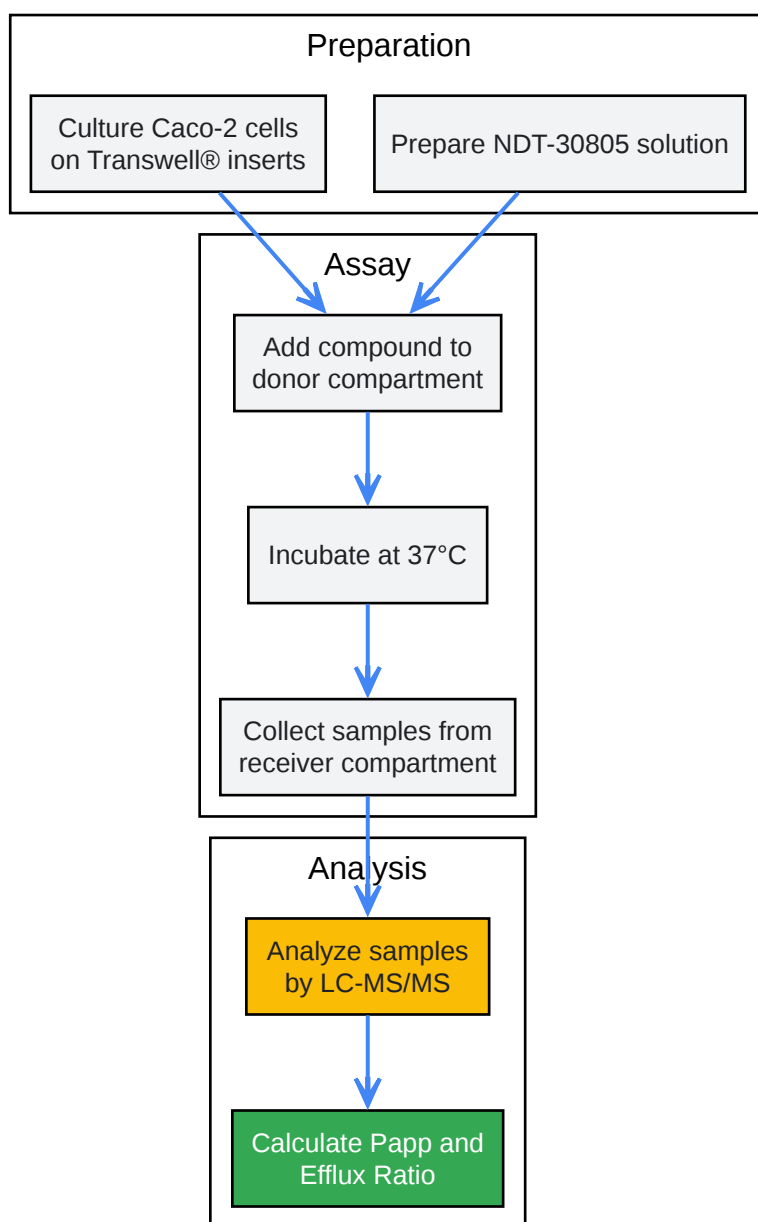 Preparation
Culture Caco-2 cells
on Transwell® inserts
Prepare NDT-30805 solution
Assay
Add compound to
donor compartment
Incubate at 37°C
Collect samples from
receiver compartment
Analysis
Analyze samples
by LC-MS/MS
Calculate Papp and
Efflux Ratio